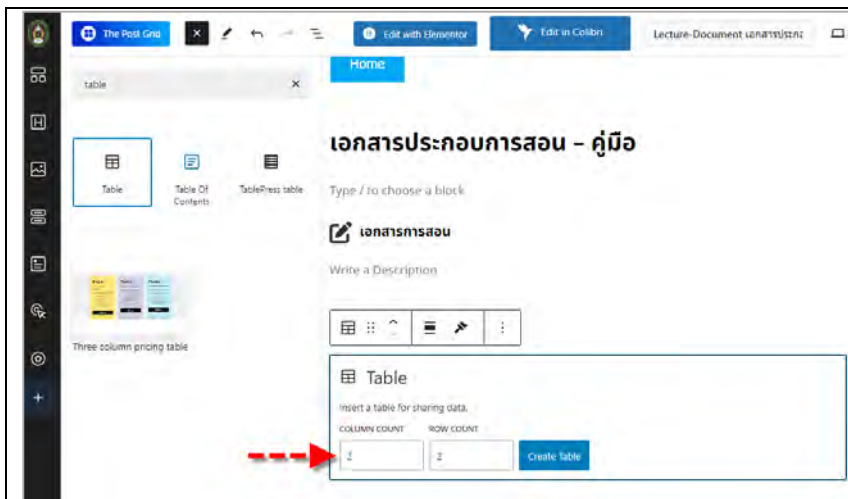 The Post Grid
Edit with Elementor
Edit in Colibri
Lecture-Document เอกสารประก
Home
table
Table
Table Of Contents
TablePress table
Three column pricing table
เอกสารประกอบการสอน – คู่มือ
Type / to choose a block
เอกสารการสอน
Write a Description
Table
Insert a table for sharing data.
COLUMN COUNT ROW COUNT
2 Create Table